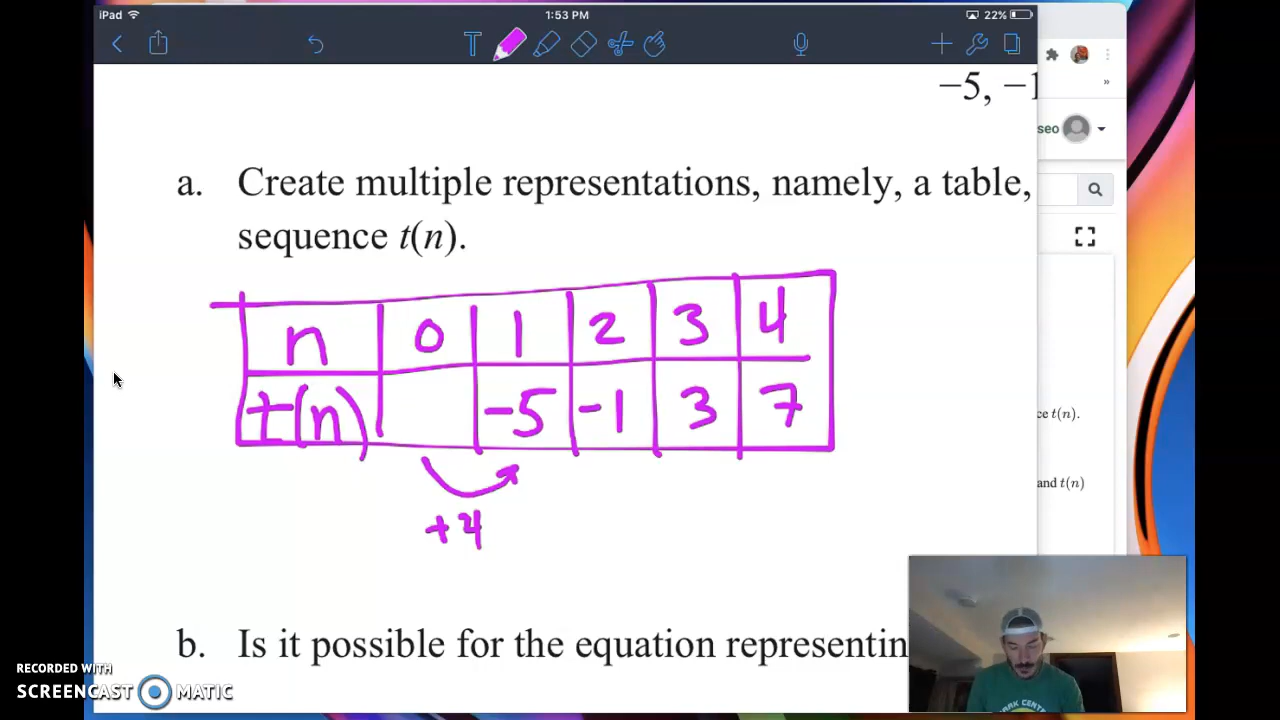 iPad 1:53 PM 22%
T
−5, −1
seo
»
a. Create multiple representations, namely, a table,
sequence t(n).
n 0 1 2 3 4
t(n) -5 -1 3 7
+4
ce t(n).
and t(n)
b. Is it possible for the equation representin
RECORDED WITH
SCREENCAST MATIC